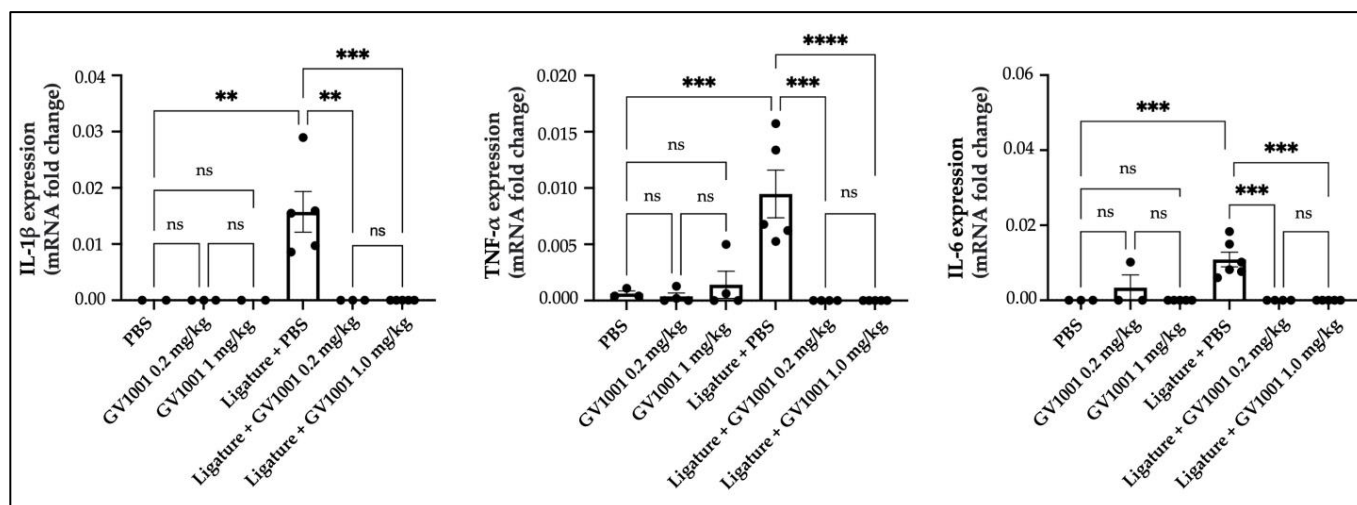 IL-1β expression
(mRNA fold change)
0.04
0.03
0.02
0.01
0.00
***
**
**
ns
ns
ns
ns
PBS
GV1001 0.2 mg/kg
GV1001 1 mg/kg
Ligature + PBS
Ligature + GV1001 0.2 mg/kg
Ligature + GV1001 1.0 mg/kg
TNF-α expression
(mRNA fold change)
0.020
0.015
0.010
0.005
0.000
****
***
***
ns
ns
ns
ns
PBS
GV1001 0.2 mg/kg
GV1001 1 mg/kg
Ligature + PBS
Ligature + GV1001 0.2 mg/kg
Ligature + GV1001 1.0 mg/kg
IL-6 expression
(mRNA fold change)
0.06
0.04
0.02
0.00
***
***
***
ns
ns
ns
ns
PBS
GV1001 0.2 mg/kg
GV1001 1 mg/kg
Ligature + PBS
Ligature + GV1001 0.2 mg/kg
Ligature + GV1001 1.0 mg/kg